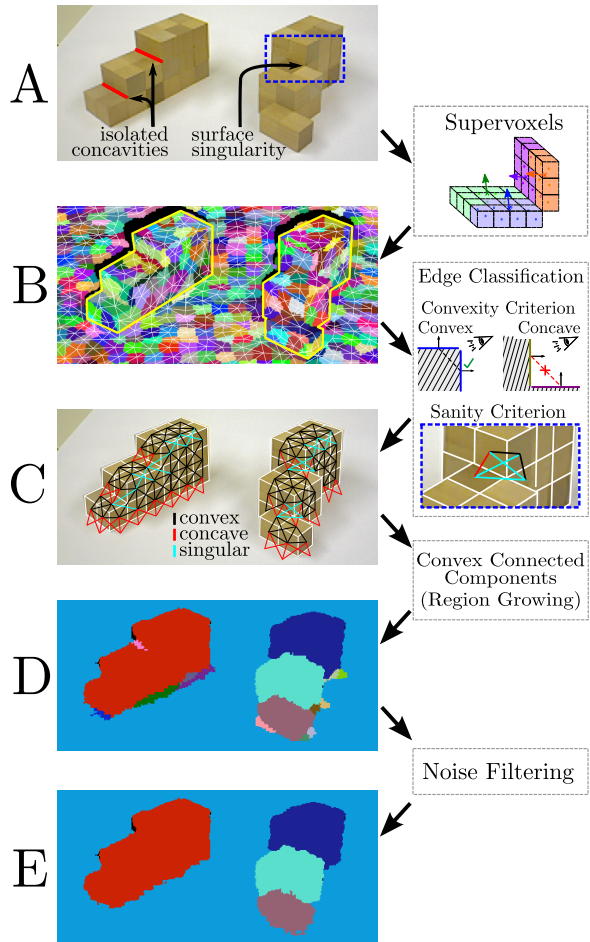 A
isolated
concavities
surface
singularity
Supervoxels
B
Edge Classification
Convexity Criterion
Convex
Concave
Sanity Criterion
C
convex
concave
singular
Convex Connected
Components
(Region Growing)
D
Noise Filtering
E